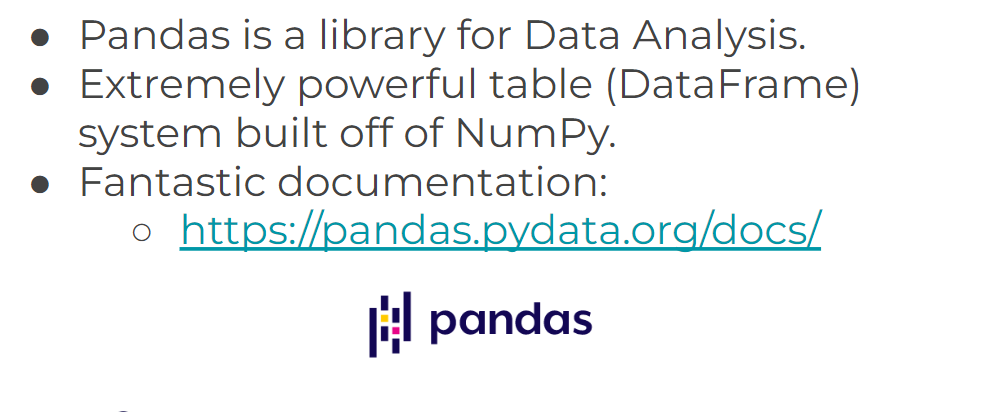 ● Pandas is a library for Data Analysis.
● Extremely powerful table (DataFrame)
system built off of NumPy.
● Fantastic documentation:
○ https://pandas.pydata.org/docs/
pandas